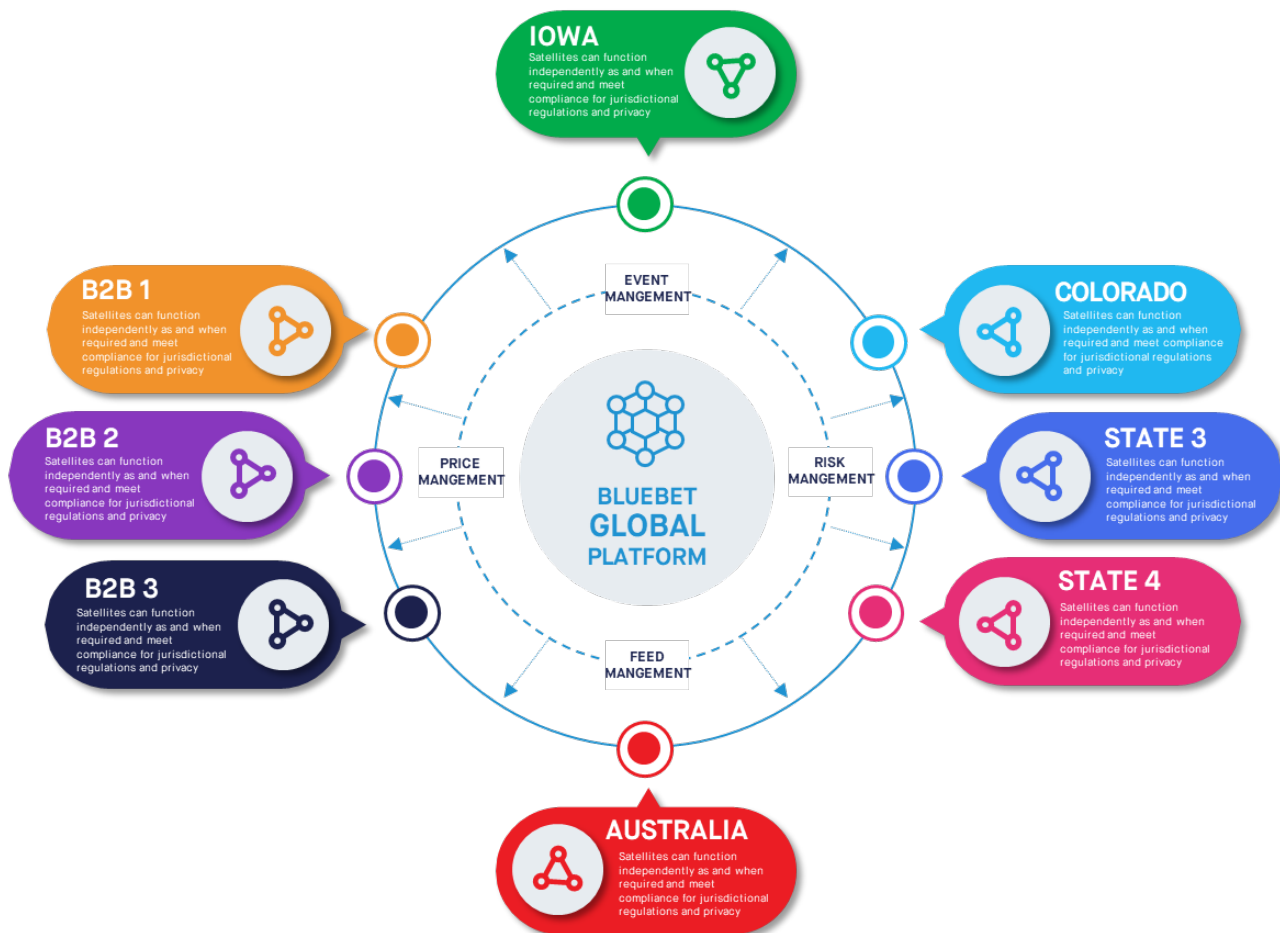 IOWA
Satellites can function
independently as and when
required and meet
compliance for jurisdictional
regulations and privacy
B2B 1
Satellites can function
independently as and when
required and meet
compliance for jurisdictional
regulations and privacy
COLORADO
Satellites can function
independently as and when
required and meet compliance
for jurisdictional regulations
and privacy
EVENT
MANGEMENT
B2B 2
Satellites can function
independently as and when
required and meet
compliance for jurisdictional
regulations and privacy
PRICE
MANGEMENT
BLUEBET
GLOBAL
PLATFORM
RISK
MANGEMENT
STATE 3
Satellites can function
independently as and when
required and meet
compliance for jurisdictional
regulations and privacy
B2B 3
Satellites can function
independently as and when
required and meet
compliance for jurisdictional
regulations and privacy
FEED
MANGEMENT
STATE 4
Satellites can function
independently as and when
required and meet
compliance for jurisdictional
regulations and privacy
AUSTRALIA
Satellites can function
independently as and when
required and meet
compliance for jurisdictional
regulations and privacy